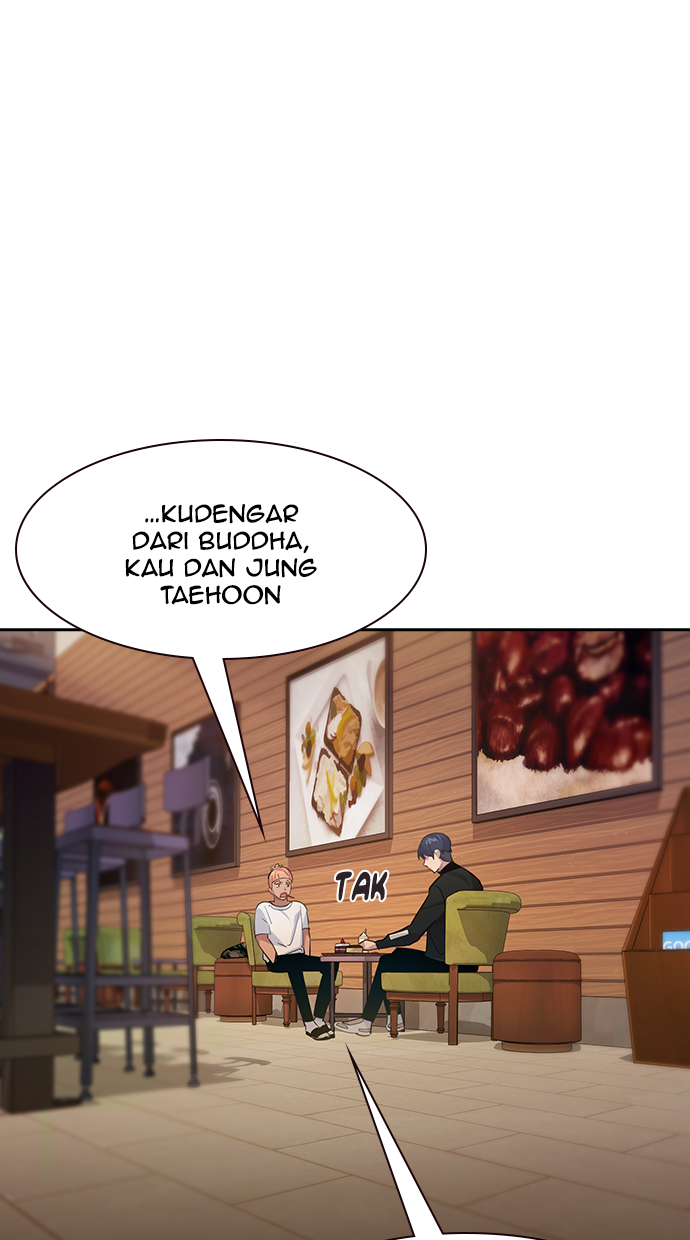 ...KUDENGAR
DARI BUDDHA,
KAU DAN JUNG
TAEHOON
TAK